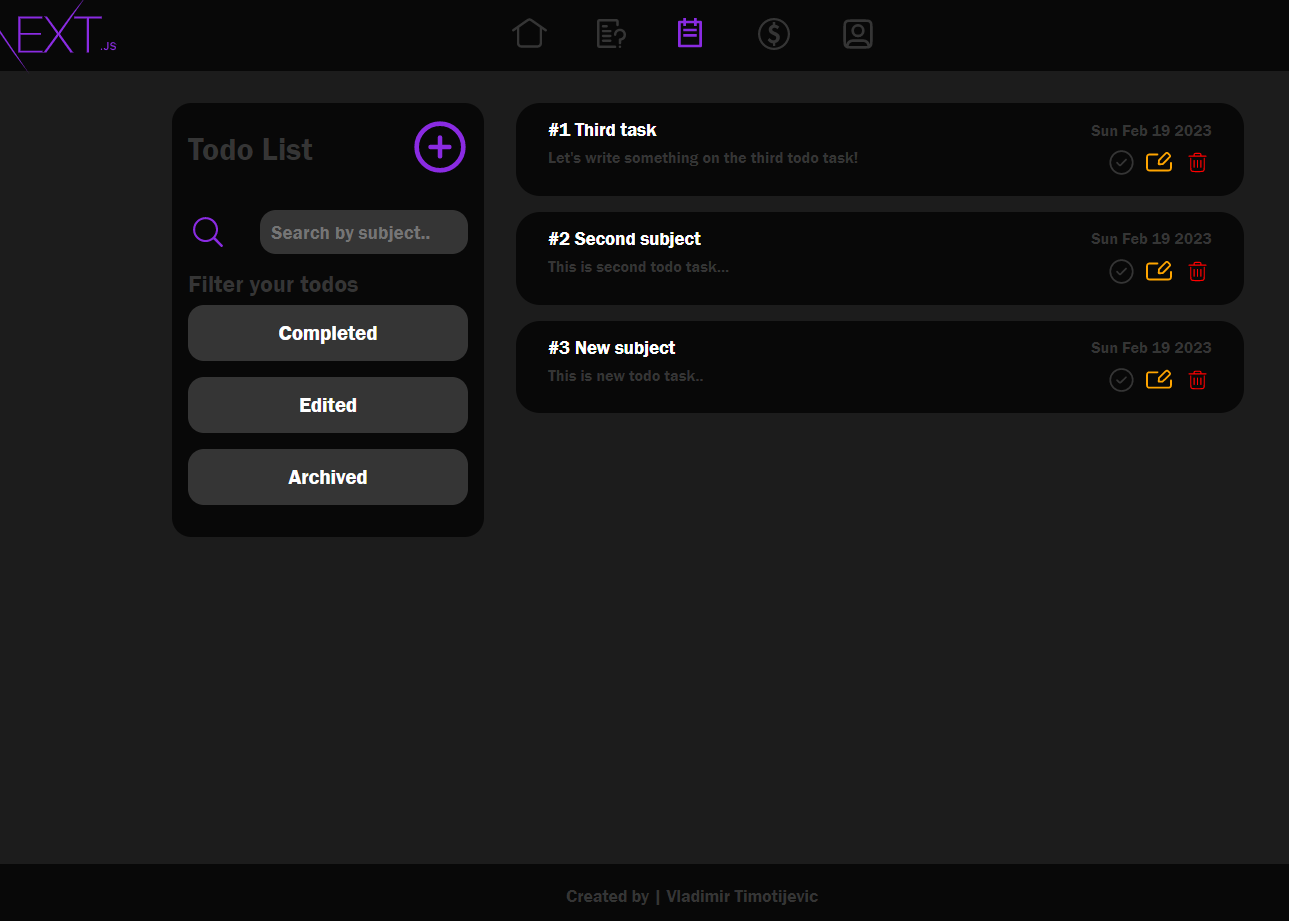 EXT.JS
Todo List
Search by subject..
Filter your todos
Completed
Edited
Archived
#1 Third task
Sun Feb 19 2023
Let's write something on the third todo task!
#2 Second subject
Sun Feb 19 2023
This is second todo task...
#3 New subject
Sun Feb 19 2023
This is new todo task..
Created by | Vladimir Timotijevic